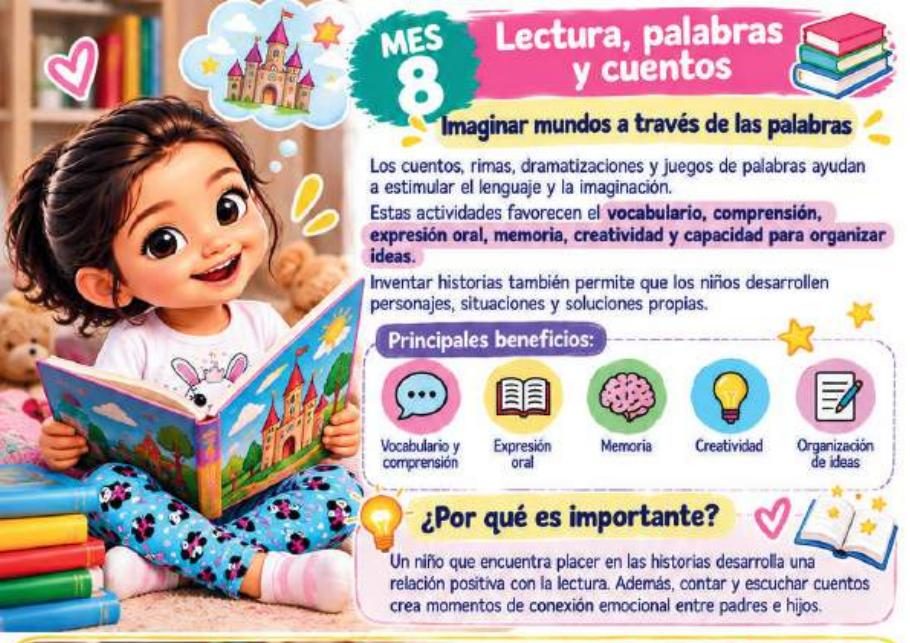 MES
8
Lectura, palabras
y cuentos
Imaginar mundos a través de las palabras
Los cuentos, rimas, dramatizaciones y juegos de palabras ayudan
a estimular el lenguaje y la imaginación.
Estas actividades favorecen el vocabulario, comprensión,
expresión oral, memoria, creatividad y capacidad para organizar
ideas.
Inventar historias también permite que los niños desarrollen
personajes, situaciones y soluciones propias.
Principales beneficios:
Vocabulario y
comprensión
Expresión
oral
Memoria
Creatividad
Organización
de ideas
¿Por qué es importante?
Un niño que encuentra placer en las historias desarrolla una
relación positiva con la lectura. Además, contar y escuchar cuentos
crea momentos de conexión emocional entre padres e hijos.